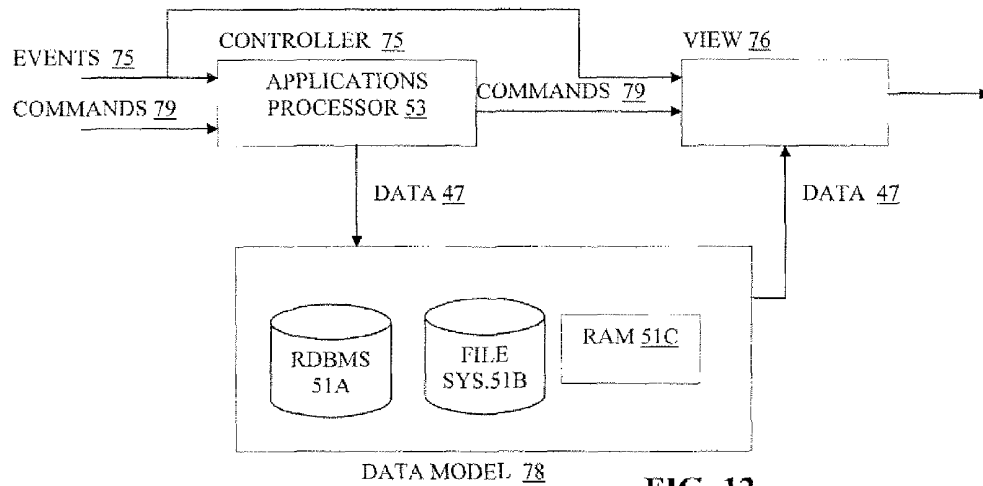 CONTROLLER 75
VIEW 76
EVENTS 75
APPLICATIONS
PROCESSOR 53
COMMANDS 79
COMMANDS 79
DATA 47
DATA 47
RDBMS
51A
FILE
SYS.51B
RAM 51C
DATA MODEL 78